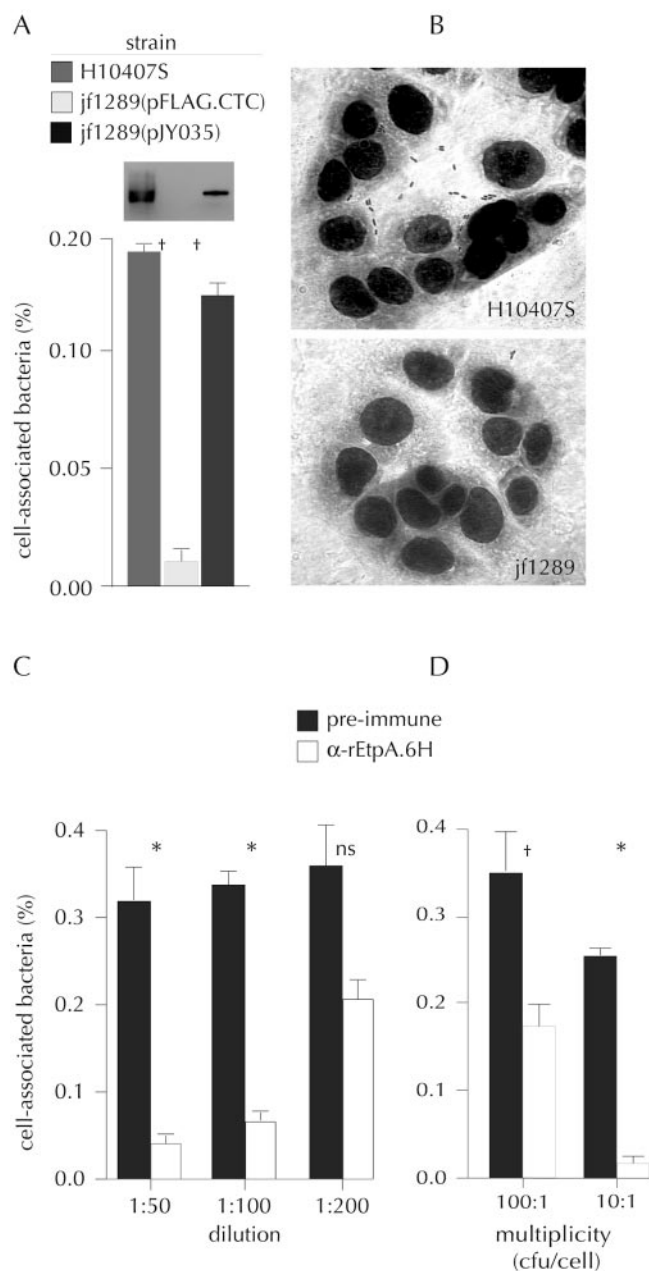 A
B
strain
H10407S
jf1289(pFLAG.CTC)
jf1289(pJY035)
0.20
† †
0.10
0.05
0.00
cell-associated bacteria (%)
H10407S
jf1289
C
D
pre-immune
α-rEtpA.6H
0.4
* * ns
0.3
0.2
0.1
0.0
cell-associated bacteria (%)
1:50 1:100 1:200
dilution
0.4
† *
0.3
0.2
0.1
0.0
100:1 10:1
multiplicity
(cfu/cell)